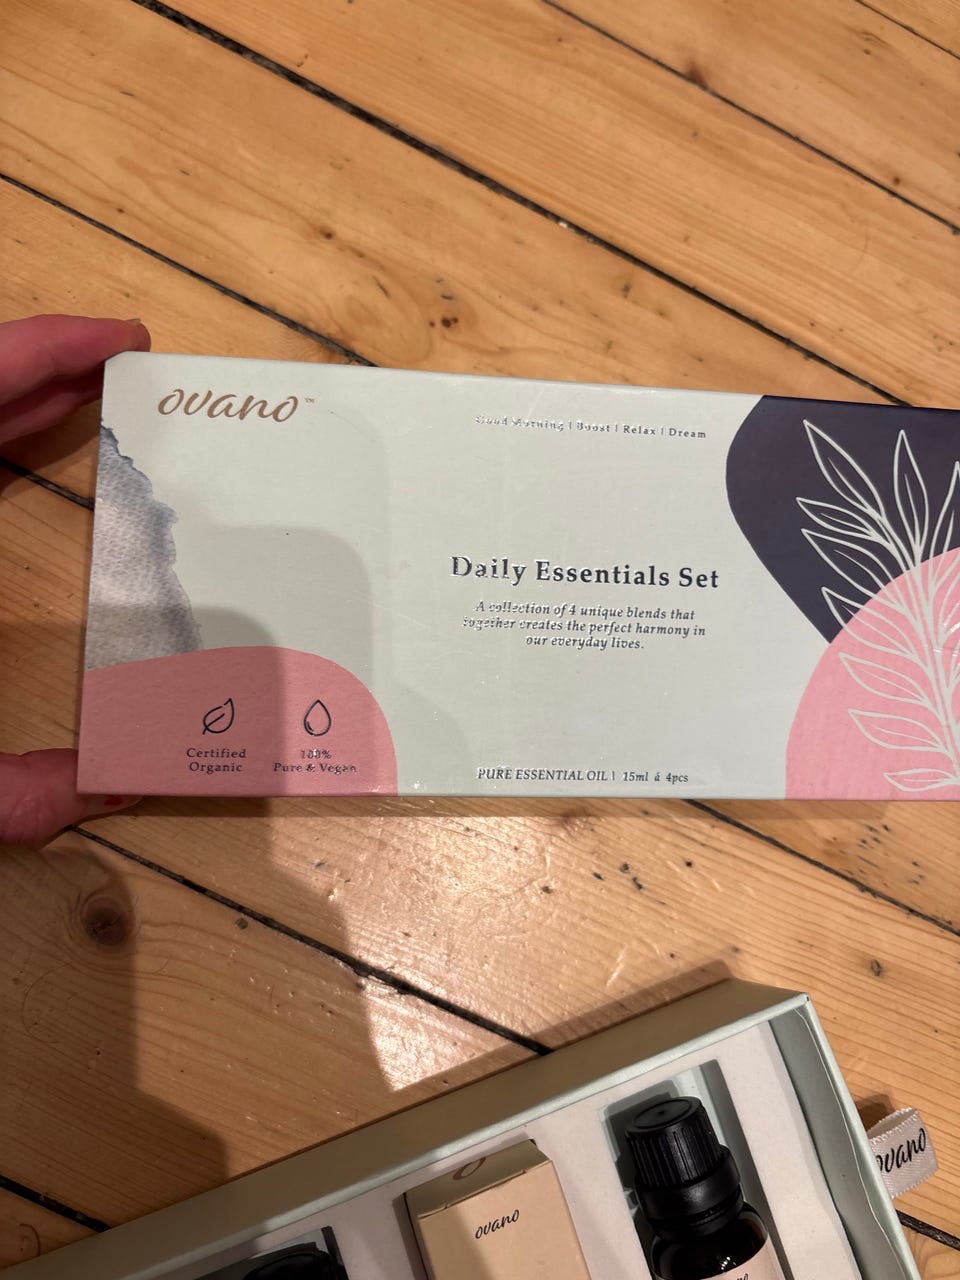 ovano™
Good Morning | Boost | Relax | Dream
Daily Essentials Set
A collection of 4 unique blends that
together creates the perfect harmony in
our everyday lives.
Certified
Organic
100%
Pure & Vegan
PURE ESSENTIAL OIL | 15ml á 4pcs
ovano
ovano